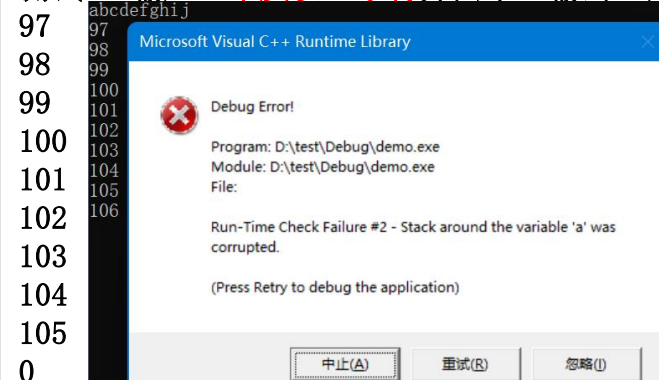 97
98
99
100
101
102
103
104
105
0
abcdefghij
97
98
99
100
101
102
103
104
105
106
Microsoft Visual C++ Runtime Library
Debug Error!
Program: D:\test\Debug\demo.exe
Module: D:\test\Debug\demo.exe
File:
Run-Time Check Failure #2 - Stack around the variable 'a' was
corrupted.
(Press Retry to debug the application)
中止(A) 重试(R) 忽略(I)